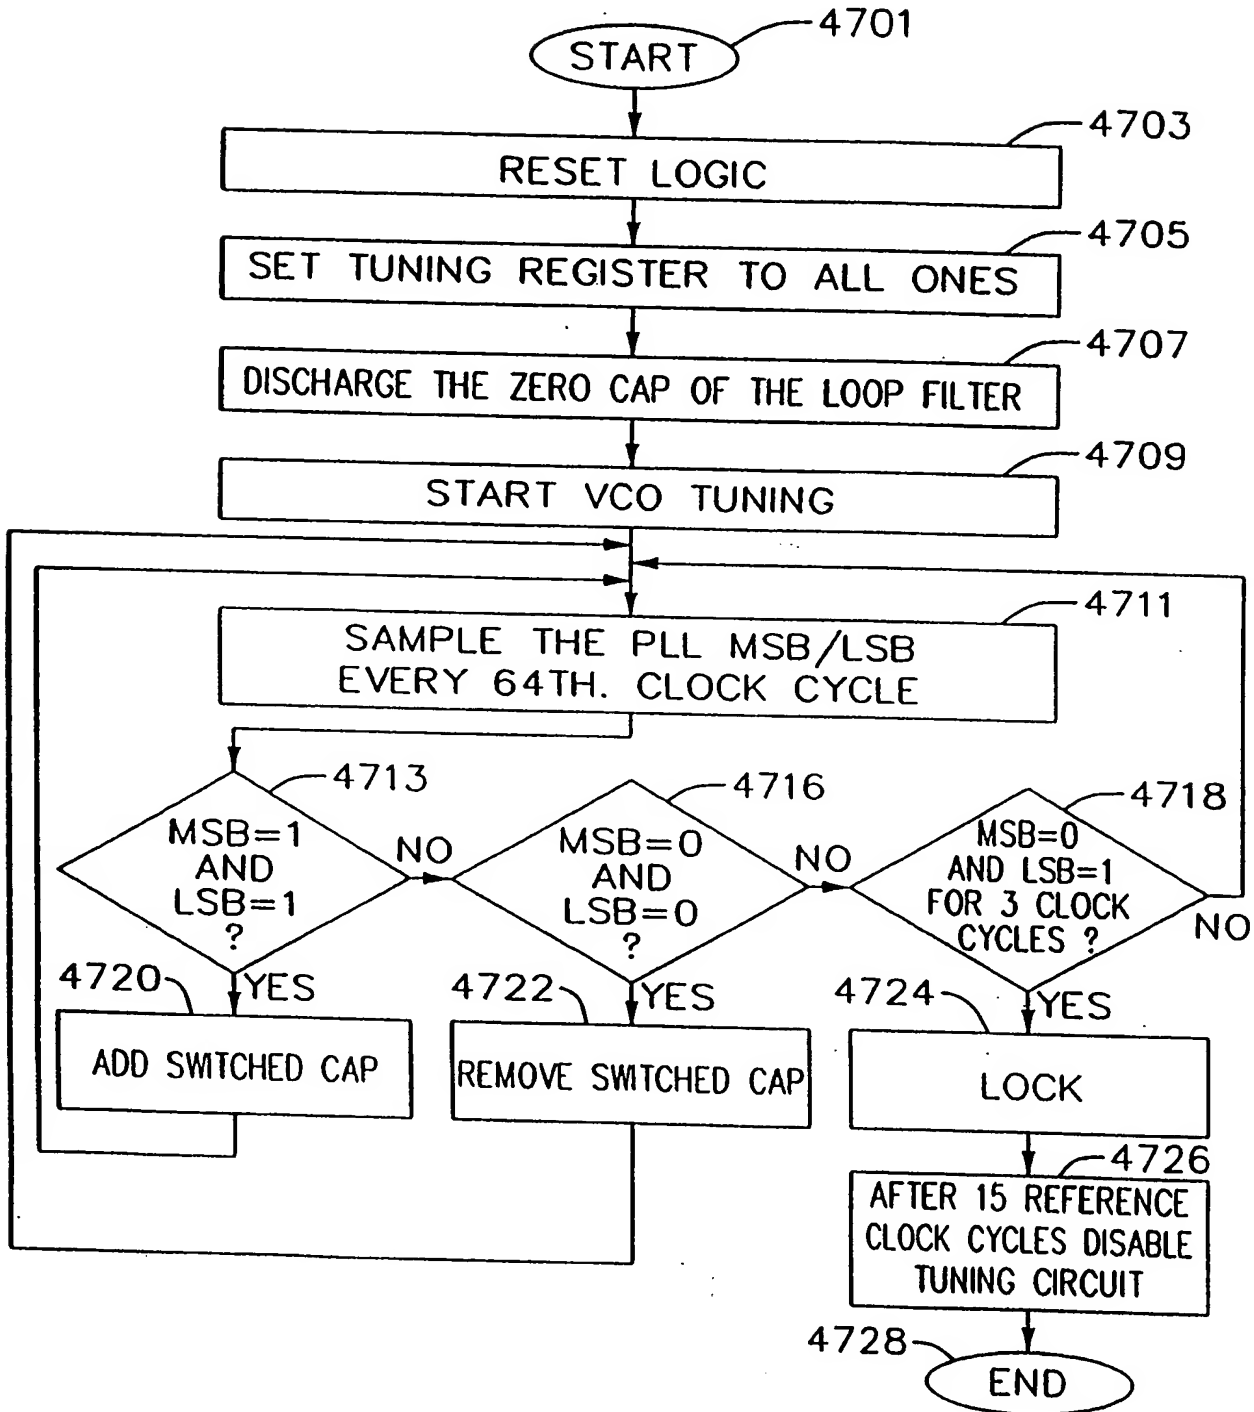 4701
START
4703
RESET LOGIC
4705
SET TUNING REGISTER TO ALL ONES
4707
DISCHARGE THE ZERO CAP OF THE LOOP FILTER
4709
START VCO TUNING
4711
SAMPLE THE PLL MSB/LSB
EVERY 64TH. CLOCK CYCLE
4713
MSB=1
AND
LSB=1
?
NO
4716
MSB=0
AND
LSB=0
?
NO
4718
MSB=0
AND LSB=1
FOR 3 CLOCK
CYCLES ?
NO
4720
YES
ADD SWITCHED CAP
4722
YES
REMOVE SWITCHED CAP
4724
YES
LOCK
4726
AFTER 15 REFERENCE
CLOCK CYCLES DISABLE
TUNING CIRCUIT
4728
END